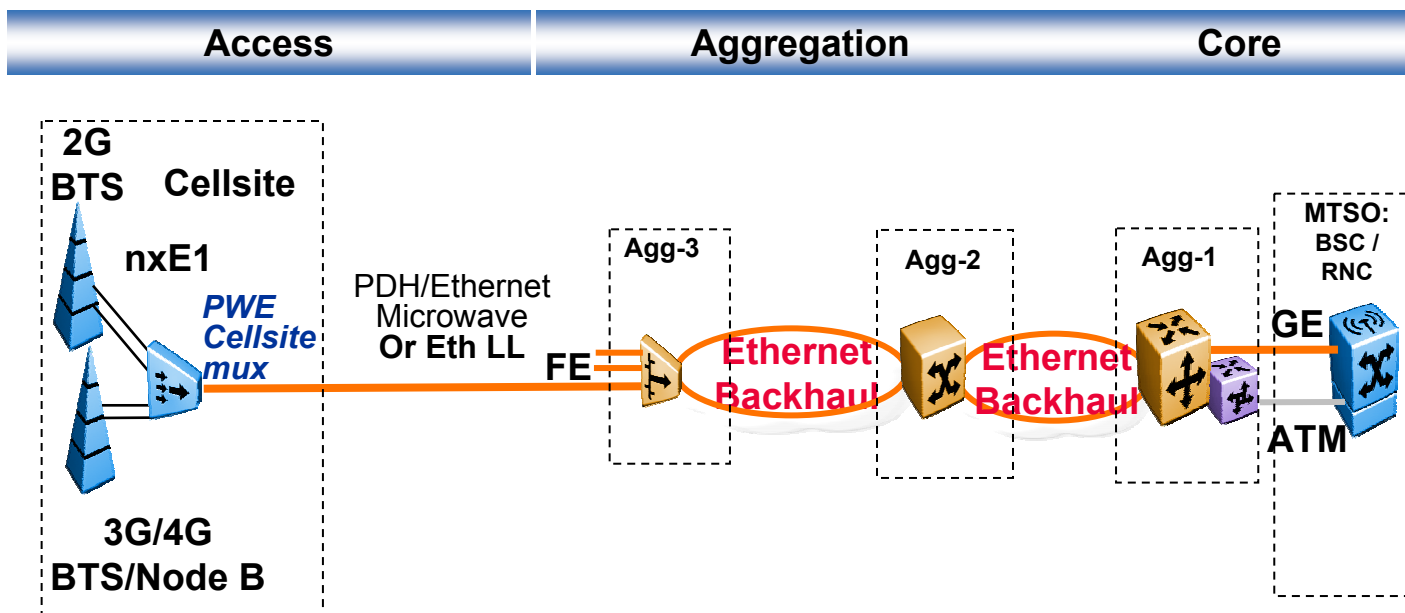 Access
Aggregation
Core
2G
BTS
Cellsite
nxE1
PWE
Cellsite
mux
3G/4G
BTS/Node B
PDH/Ethernet
Microwave
Or Eth LL
FE
Agg-3
Ethernet
Backhaul
Agg-2
Ethernet
Backhaul
Agg-1
GE
ATM
MTSO:
BSC /
RNC